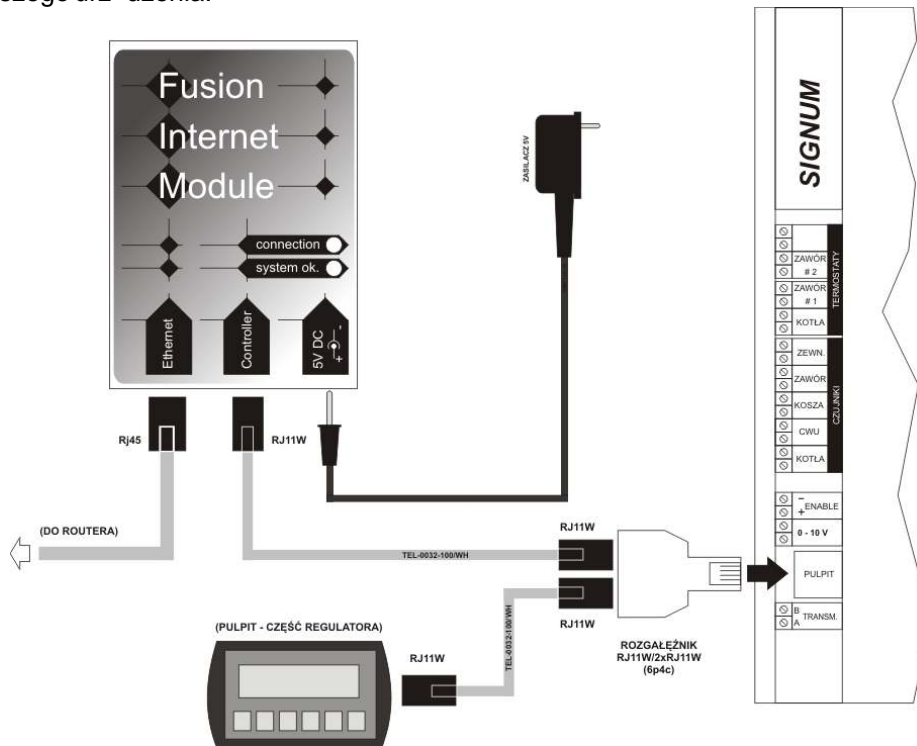 Fusion
Internet
Module
connection
system ok.
Ethernet
Controller
5V DC
+ -
Rj45
RJ11W
(DO ROUTERA)
ZASILACZ 5V
TEL-0032-100/WH
RJ11W
RJ11W
TEL-0032-100/WH
(PULPIT - CZĘŚĆ REGULATORA)
RJ11W
ROZGAŁĘŹNIK
RJ11W/2xRJ11W
(6p4c)
SIGNUM
ZAWÓR
# 2
ZAWÓR
# 1
KOTŁA
TERMOSTATY
ZEWN.
ZAWÓR
KOSZA
CWU
KOTŁA
CZUJNIKI
- + ENABLE
0 - 10 V
PULPIT
B
A TRANSM.